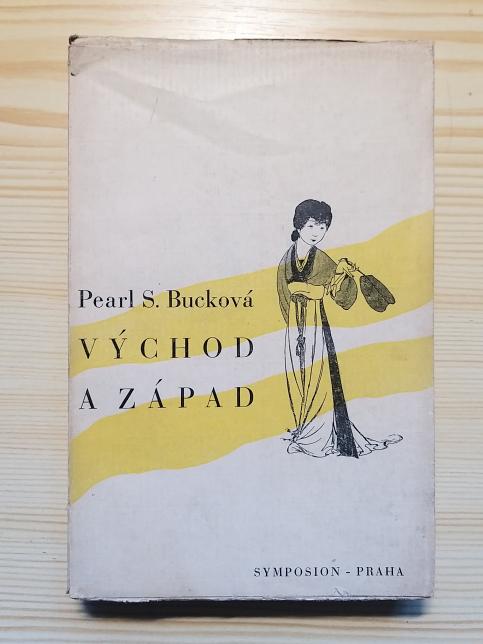 Pearl S. Bucková
VÝCHOD
A ZÁPAD
SYMPOSION - PRAHA